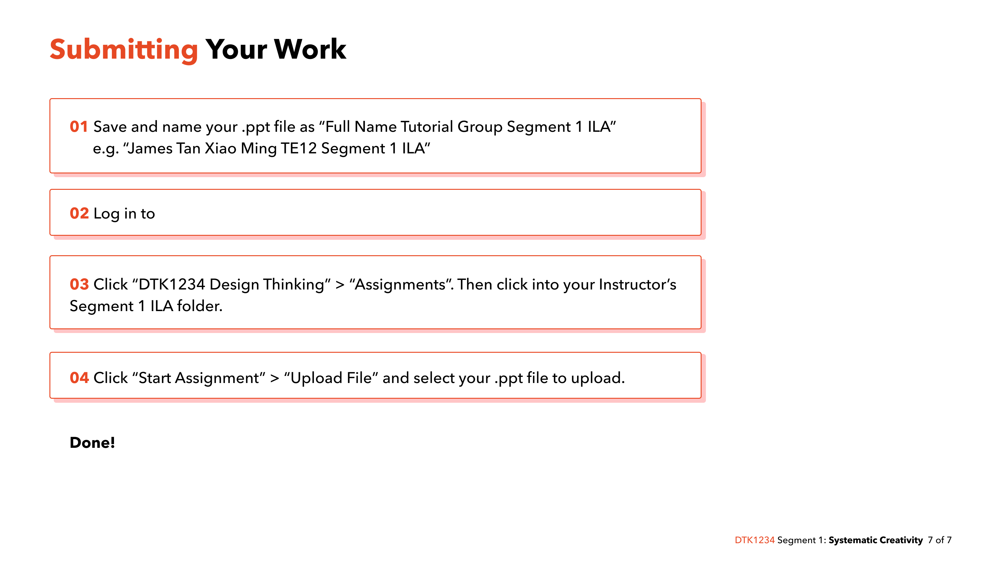 Submitting Your Work
01 Save and name your .ppt file as “Full Name Tutorial Group Segment 1 ILA”
e.g. “James Tan Xiao Ming TE12 Segment 1 ILA”
02 Log in to
03 Click “DTK1234 Design Thinking” > “Assignments”. Then click into your Instructor’s
Segment 1 ILA folder.
04 Click “Start Assignment” > “Upload File” and select your .ppt file to upload.
Done!
DTK1234 Segment 1: Systematic Creativity 7 of 7